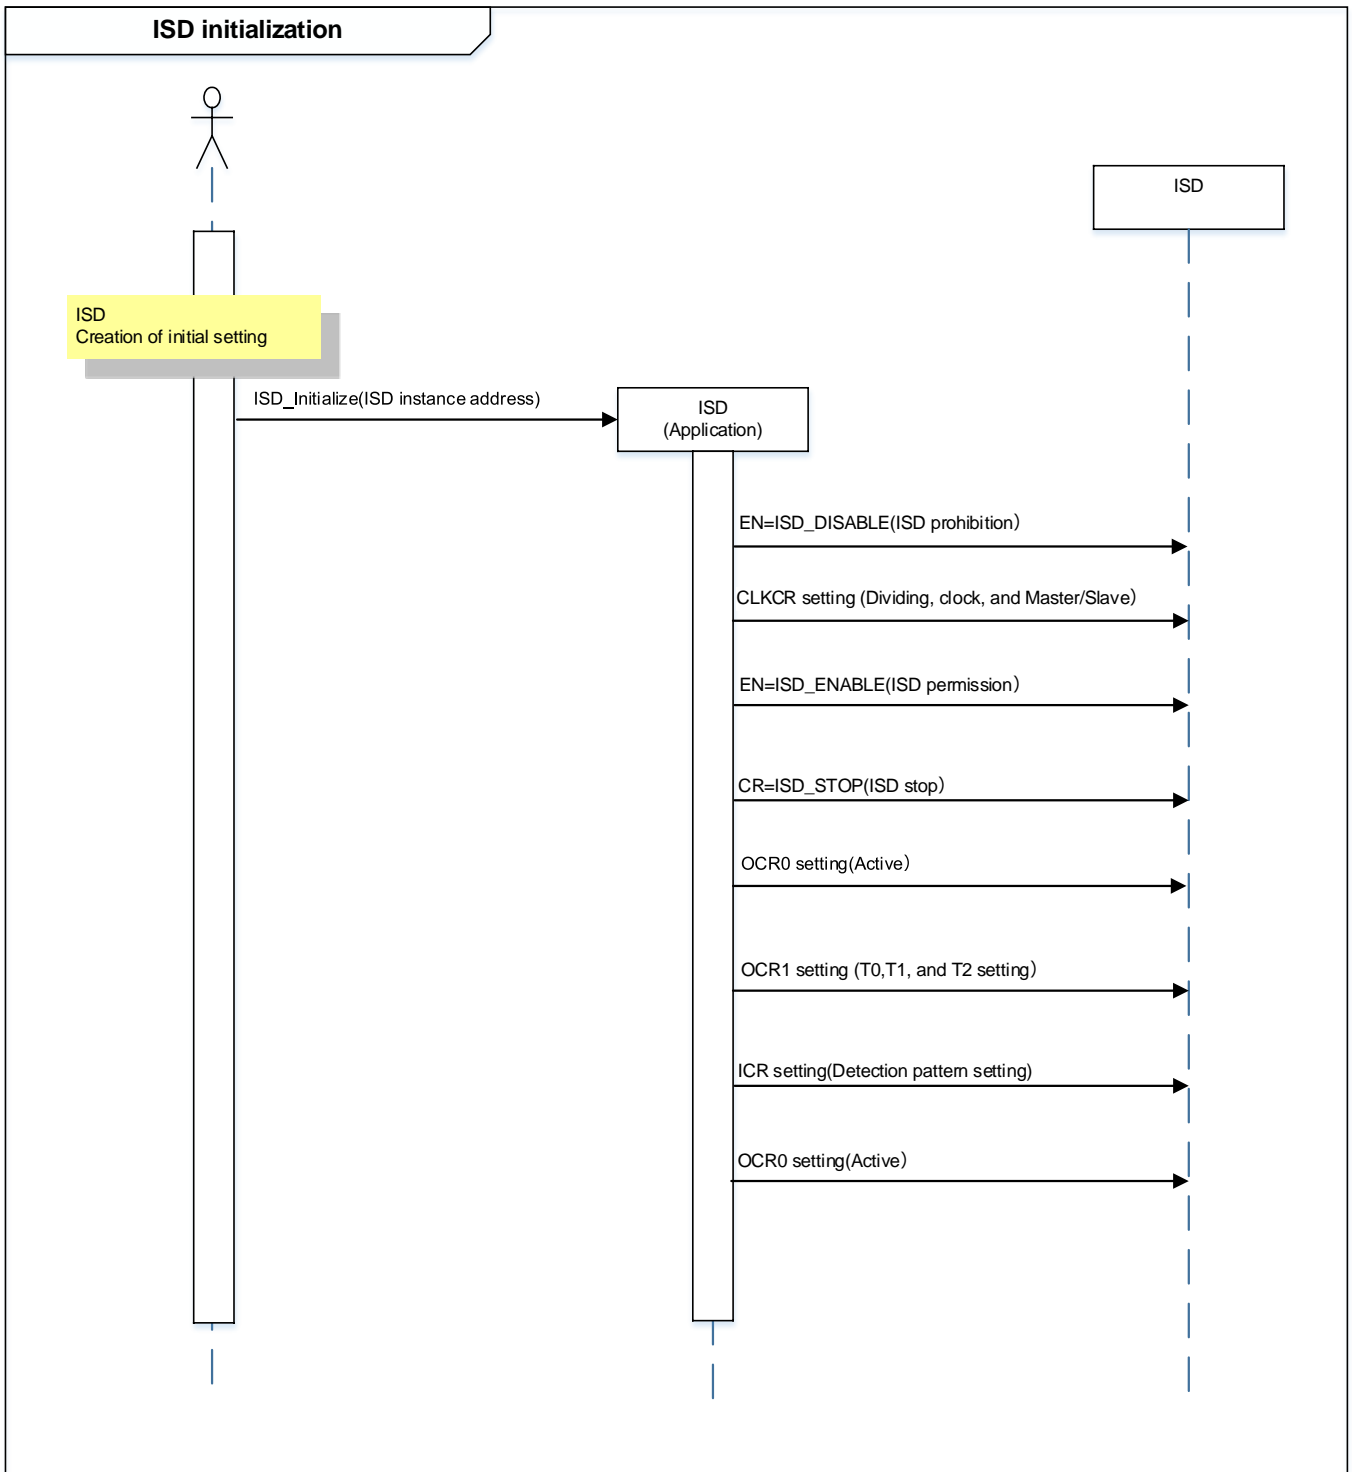 ISD initialization
ISD
ISD
Creation of initial setting
ISD_Initialize(ISD instance address)
ISD
(Application)
EN=ISD_DISABLE(ISD prohibition）
CLKCR setting (Dividing, clock, and Master/Slave）
EN=ISD_ENABLE(ISD permission）
CR=ISD_STOP(ISD stop）
OCR0 setting(Active）
OCR1 setting (T0,T1, and T2 setting）
ICR setting(Detection pattern setting)
OCR0 setting(Active）